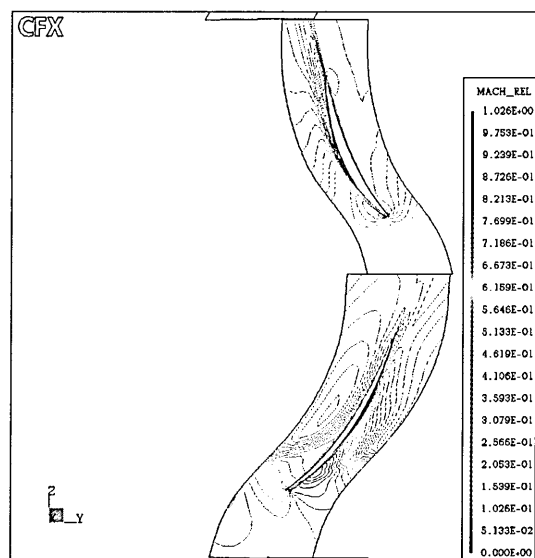 CFX
MACH_REL
1.026E+00
9.753E-01
9.239E-01
8.726E-01
8.213E-01
7.699E-01
7.186E-01
6.673E-01
6.159E-01
5.646E-01
5.133E-01
4.619E-01
4.106E-01
3.593E-01
3.079E-01
2.566E-01
2.053E-01
1.539E-01
1.026E-01
5.133E-02
0.000E+00
Z
Y